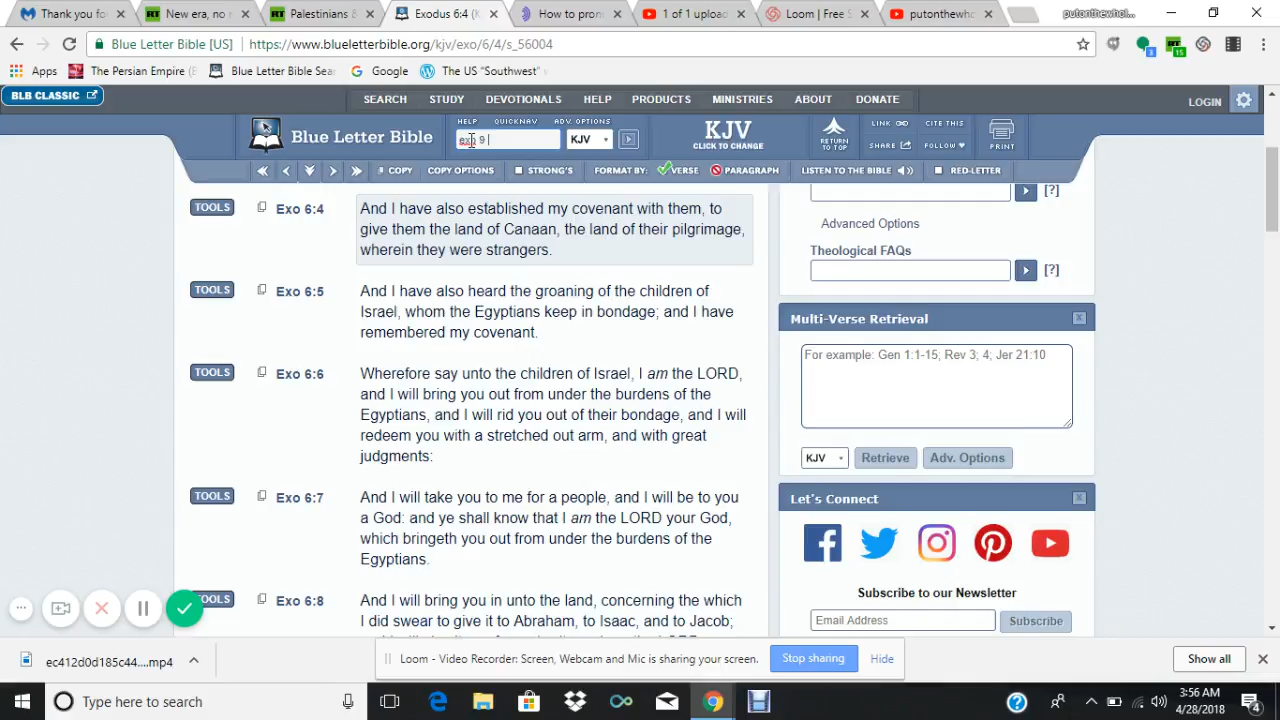 Thank you for
New era, no r
Palestinians &
Exodus 6:4 (
How to pron
1 of 1 upload
Loom | Free S
putonthewho
putonthewhol...
Blue Letter Bible [US]
https://www.blueletterbible.org/kjv/exo/6/4/s_56004
3
15
Apps
The Persian Empire (E
Blue Letter Bible Sea
Google
The US “Southwest”
BLB CLASSIC
SEARCH
STUDY
DEVOTIONALS
HELP
PRODUCTS
MINISTRIES
ABOUT
DONATE
LOGIN
Blue Letter Bible
HELP
QUICKNAV
ADV. OPTIONS
exo 9
KJV
KJV
CLICK TO CHANGE
RETURN
TO TOP
LINK
CITE THIS
SHARE
FOLLOW
PRINT
COPY
COPY OPTIONS
STRONG'S
FORMAT BY:
VERSE
PARAGRAPH
LISTEN TO THE BIBLE
RED-LETTER
TOOLS
Exo 6:4
And I have also established my covenant with them, to
give them the land of Canaan, the land of their pilgrimage,
wherein they were strangers.
TOOLS
Exo 6:5
And I have also heard the groaning of the children of
Israel, whom the Egyptians keep in bondage; and I have
remembered my covenant.
TOOLS
Exo 6:6
Wherefore say unto the children of Israel, I am the LORD,
and I will bring you out from under the burdens of the
Egyptians, and I will rid you out of their bondage, and I will
redeem you with a stretched out arm, and with great
judgments:
TOOLS
Exo 6:7
And I will take you to me for a people, and I will be to you
a God: and ye shall know that I am the LORD your God,
which bringeth you out from under the burdens of the
Egyptians.
TOOLS
Exo 6:8
And I will bring you in unto the land, concerning the which
I did swear to give it to Abraham, to Isaac, and to Jacob;
[?]
Advanced Options
Theological FAQs
[?]
Multi-Verse Retrieval
x
For example: Gen 1:1-15; Rev 3; 4; Jer 21:10
KJV
Retrieve
Adv. Options
Let's Connect
x
Subscribe to our Newsletter
Email Address
Subscribe
ec412d0d185c44....mp4
Loom - Video Recorder: Screen, Webcam and Mic is sharing your screen.
Stop sharing
Hide
Show all
Type here to search
3:56 AM
4/28/2018
4